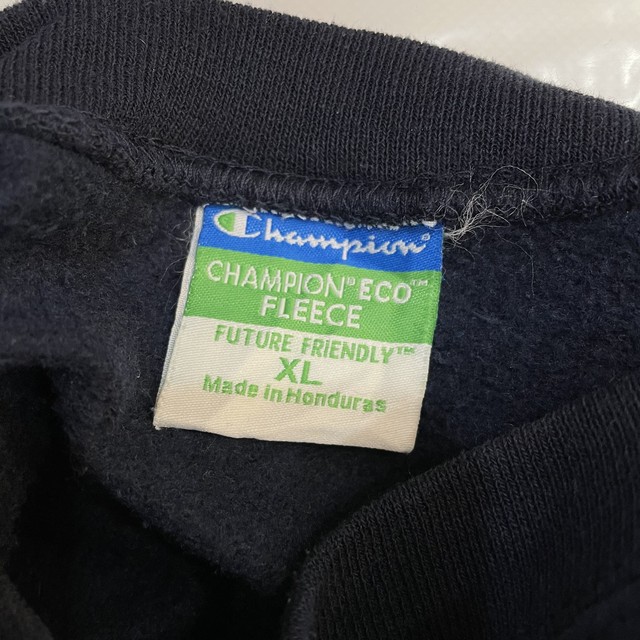 Champion®
CHAMPION® ECO™
FLEECE
FUTURE FRIENDLY™
XL
Made in Honduras